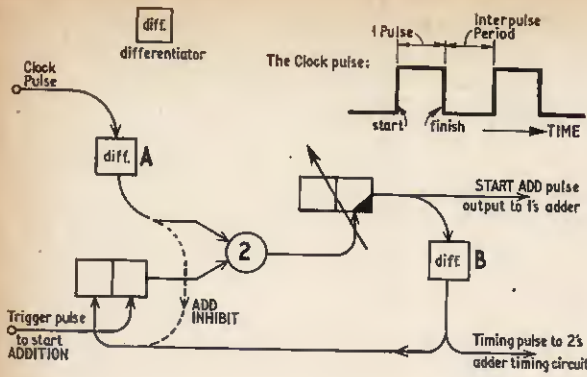 diff.
differentiator
1 Pulse
Interpulse
Period
The Clock pulse:
start
finish
TIME
Clock
Pulse
diff.
A
START ADD pulse
output to 1's adder
2
diff.
B
ADD
INHIBIT
Trigger pulse
to start
ADDITION
Timing pulse to 2's
adder timing circuit